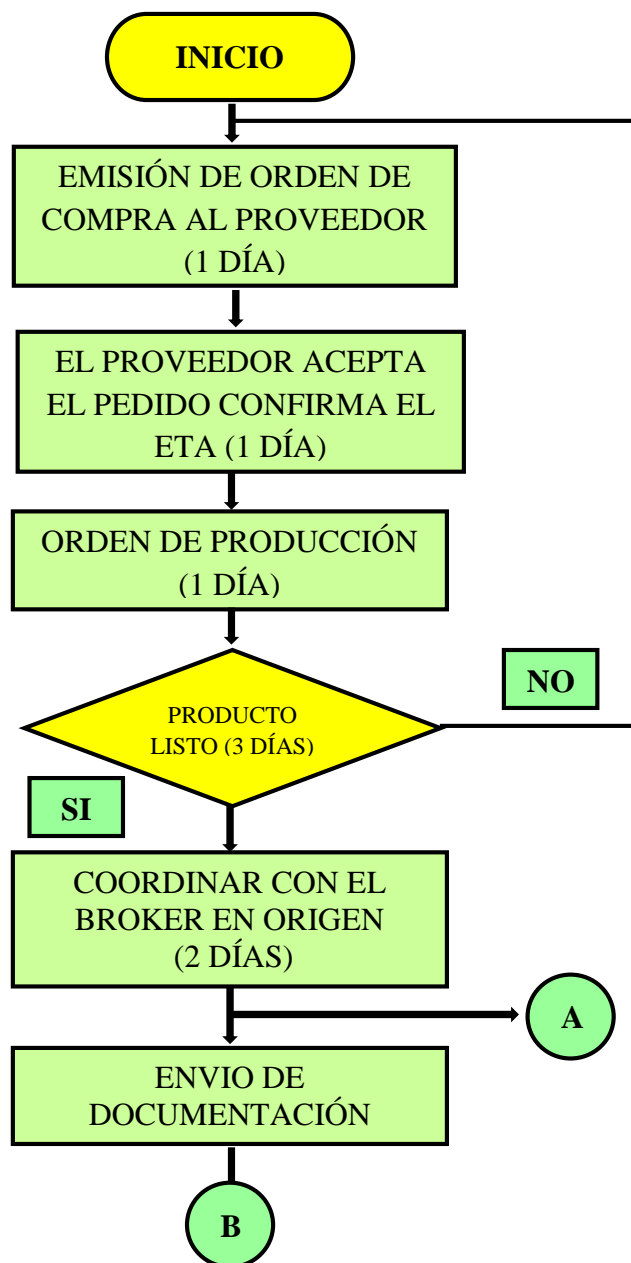 INICIO
EMISIÓN DE ORDEN DE
COMPRA AL PROVEEDOR
(1 DÍA)
EL PROVEEDOR ACEPTA
EL PEDIDO CONFIRMA EL
ETA (1 DÍA)
ORDEN DE PRODUCCIÓN
(1 DÍA)
NO
PRODUCTO
LISTO (3 DÍAS)
SI
COORDINAR CON EL
BROKER EN ORIGEN
(2 DÍAS)
A
ENVIO DE
DOCUMENTACIÓN
B